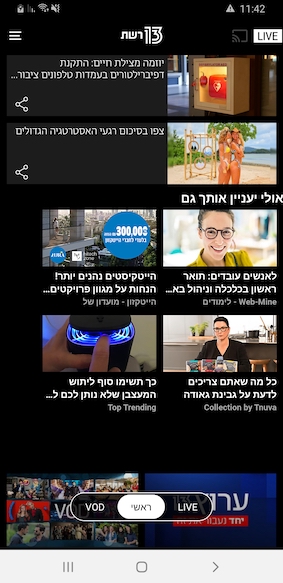 11:42
רשת 13
LIVE
יוזמה מצילת חיים: התקנת
דפיברילטורים בעמדות טלפונים ציבור...
צפו בסיכום רגעי האסטרטגיה הגדולים
אולי יעניין אותך גם
לאנשים עובדים: תואר
ראשון בכלכלה וניהול בא...
Web-Mine - לימודים
300,000$
הייטקיסטים נהנים יותר!
הנחות על מגוון פרויקטים...
הייטקזון - מועדון של
כל מה שאתם צריכים
לדעת על גבינת גאודה
Collection by Tnuva
כך תשימו סוף ליתוש
המעצבן שלא נותן לכם ל...
Top Trending
ערוץ
יחד נעבור את זה
VOD
LIVE
ראשי
VOD